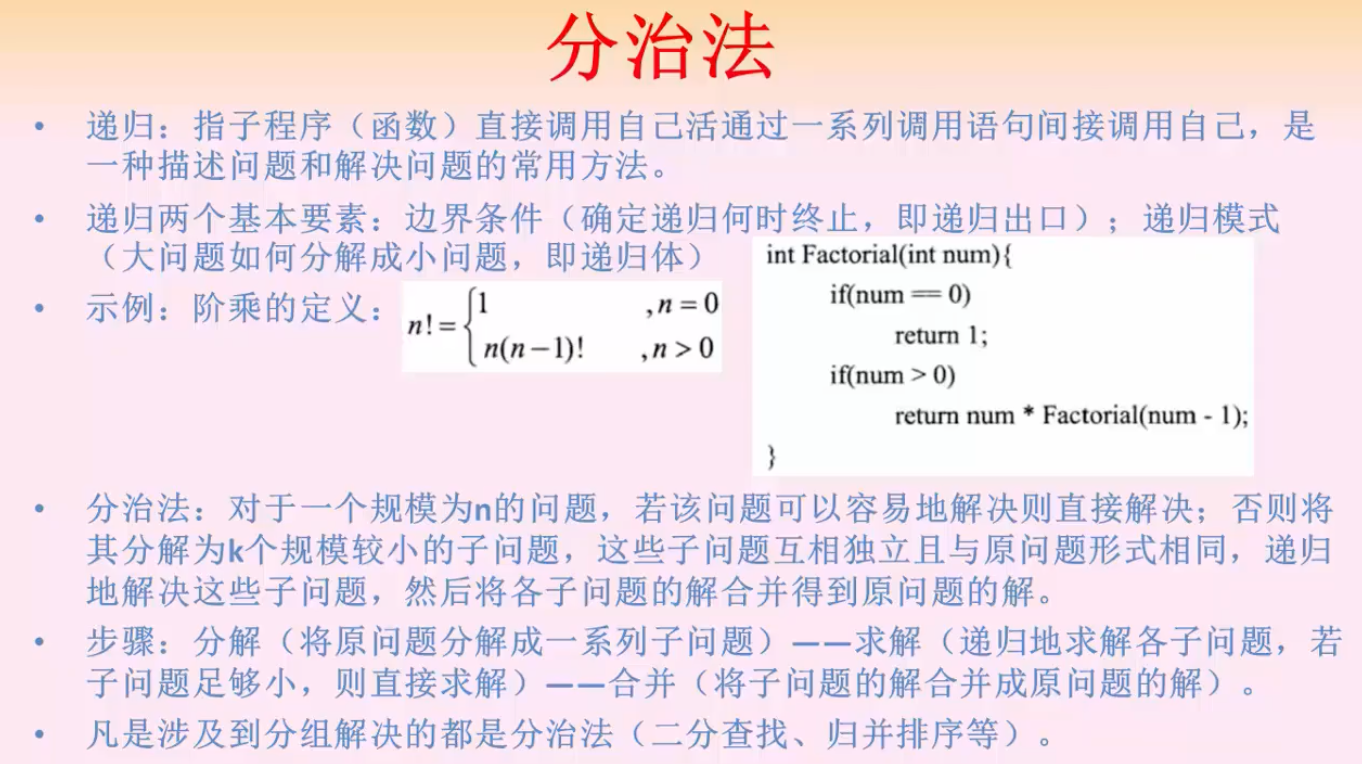 分治法
• 递归：指子程序（函数）直接调用自己活通过一系列调用语句间接调用自己，是
一种描述问题和解决问题的常用方法。
• 递归两个基本要素：边界条件（确定递归何时终止，即递归出口）；递归模式
（大问题如何分解成小问题，即递归体）
• 示例：阶乘的定义：
n! = {1 , n = 0
n(n－1)! , n > 0
int Factorial(int num){
if(num == 0)
return 1;
if(num > 0)
return num * Factorial(num - 1);
}
• 分治法：对于一个规模为n的问题，若该问题可以容易地解决则直接解决；否则将
其分解为k个规模较小的子问题，这些子问题互相独立且与原问题形式相同，递归
地解决这些子问题，然后将各子问题的解合并得到原问题的解。
• 步骤：分解（将原问题分解成一系列子问题）——求解（递归地求解各子问题，若
子问题足够小，则直接求解）——合并（将子问题的解合并成原问题的解）。
• 凡是涉及到分组解决的都是分治法（二分查找、归并排序等）。